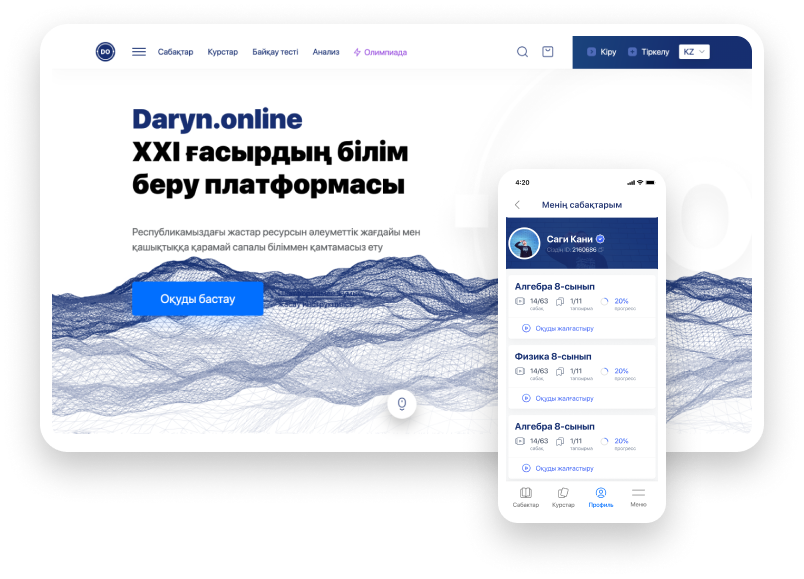 DO
Сабақтар Курстар Байқау тесті Анализ Олимпиада
Кіру Тіркелу KZ
Daryn.online
XXI ғасырдың білім
беру платформасы
Республикамыздағы жастар ресурсын әлеуметтік жағдайы мен
қашықтыққа қарамай сапалы біліммен қамтамасыз ету
Оқуды бастау
4:20
Менің сабақтарым
Саги Кани
Сіздің ID: 2160686
Алгебра 8-сынып
14/63 1/11 20%
сабақ тапсырма прогресс
Оқуды жалғастыру
Физика 8-сынып
14/63 1/11 20%
сабақ тапсырма прогресс
Оқуды жалғастыру
Алгебра 8-сынып
14/63 1/11 20%
сабақ тапсырма прогресс
Оқуды жалғастыру
Сабақтар Курстар Профиль Меню